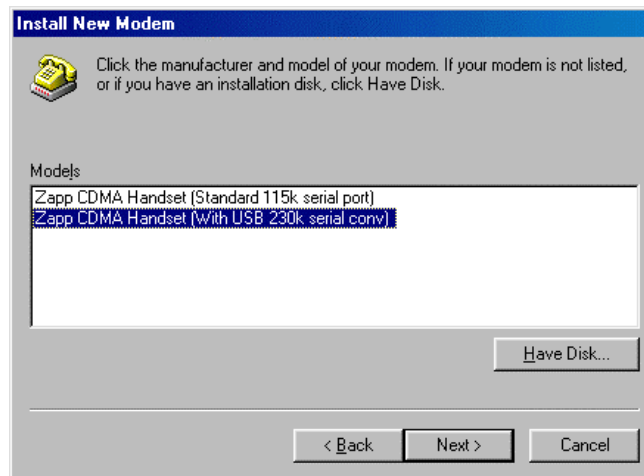 Install New Modem
Click the manufacturer and model of your modem. If your modem is not listed,
or if you have an installation disk, click Have Disk.
Models
Zapp CDMA Handset (Standard 115k serial port)
Zapp CDMA Handset (With USB 230k serial conv)
Have Disk...
< Back
Next >
Cancel